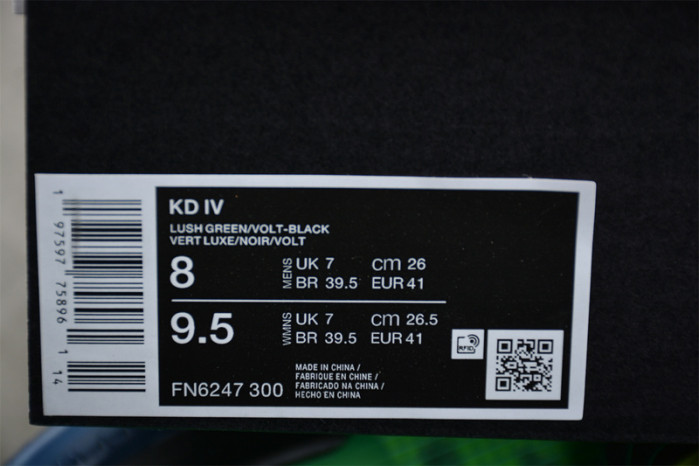 KD IV
LUSH GREEN/VOLT-BLACK
VERT LUXE/NOIR/VOLT
8 MENS UK 7 cm 26
BR 39.5 EUR 41
9.5 WMNS UK 7 cm 26.5
BR 39.5 EUR 41
FN6247 300
MADE IN CHINA /
FABRIQUE EN CHINE /
FABRICADO NA CHINA /
HECHO EN CHINA
RFID
1 97597 75896 1 14